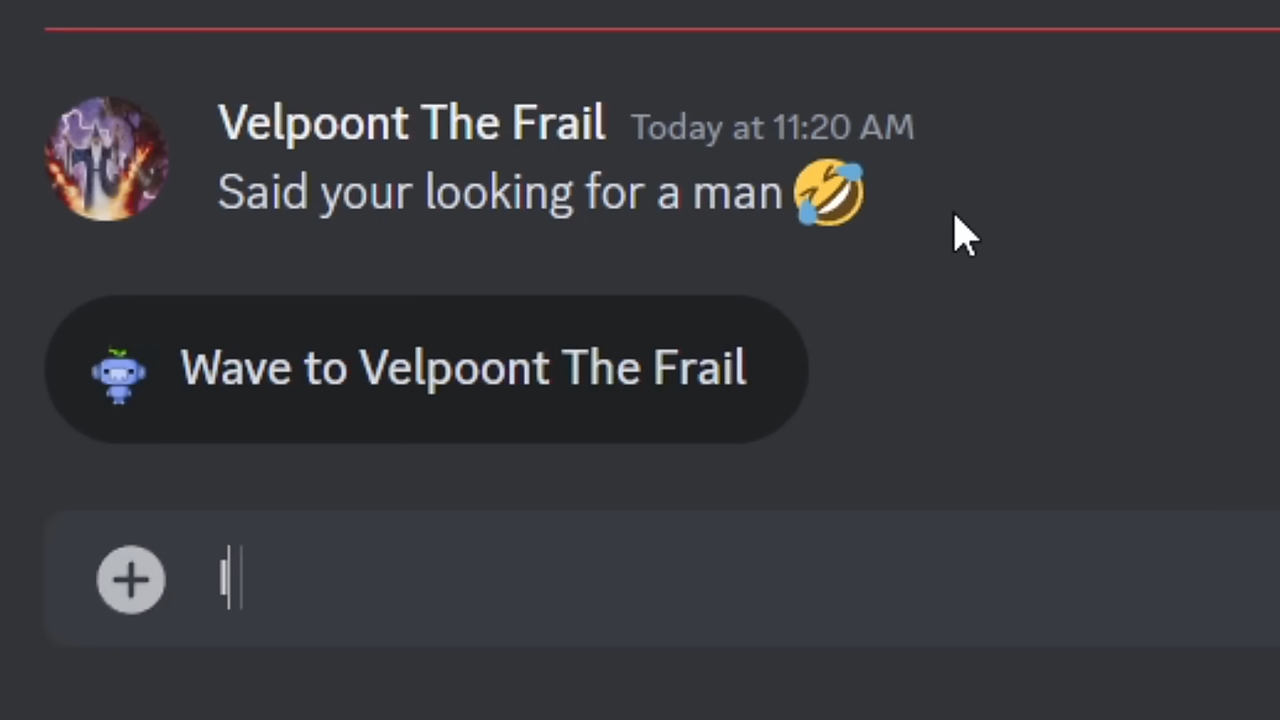 Velpoont The Frail Today at 11:20 AM
Said your looking for a man 🤣
Wave to Velpoont The Frail